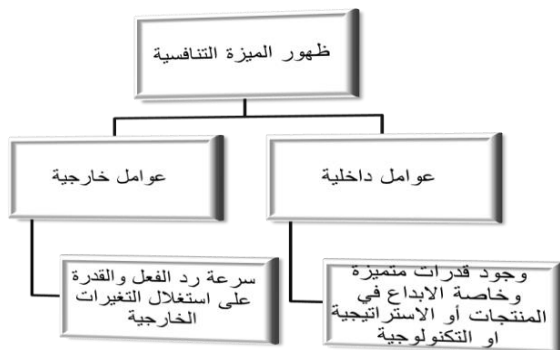 ظهور الميزة التنافسية
عوامل داخلية
عوامل خارجية
وجود قدرات متميزة
وخاصة الابداع في
المنتجات أو الاستراتيجية
او التكنولوجية
سرعة رد الفعل والقدرة
على استغلال التغيرات
الخارجية